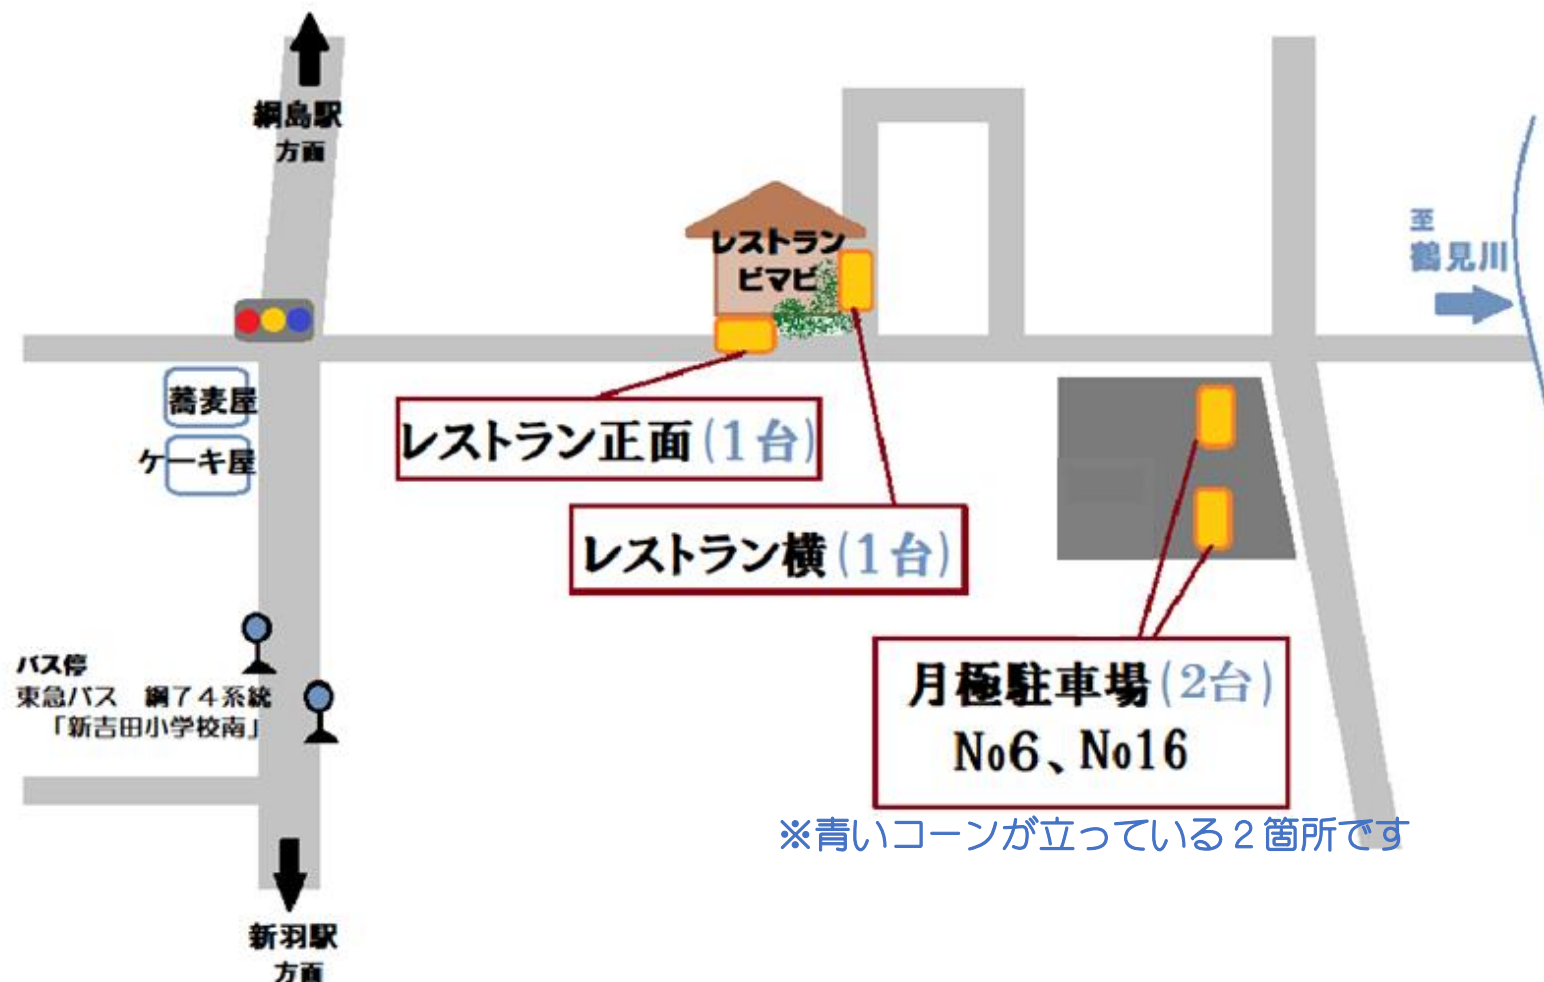 綱島駅
方面
レストラン
ビマビ
至
鶴見川
蕎麦屋
ケーキ屋
レストラン正面(1台)
レストラン横(1台)
月極駐車場(2台)
No6、No16
※青いコーンが立っている2箇所です
バス停
東急バス　綱74系統
「新吉田小学校南」
新羽駅
方面